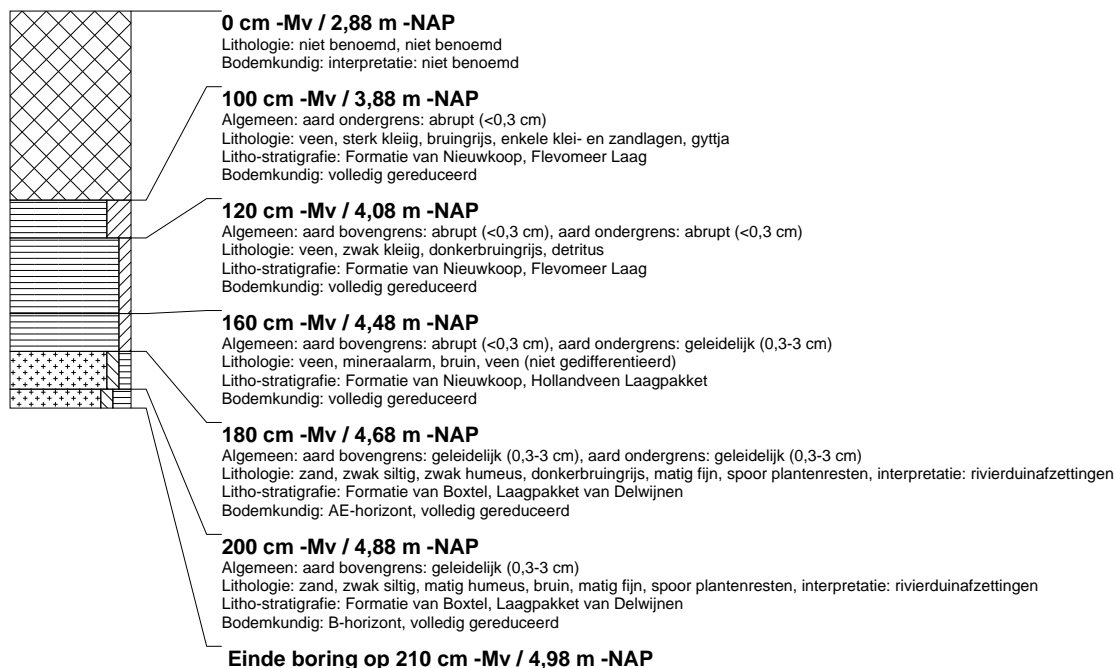 0 cm -Mv / 2,88 m -NAP
Lithologie: niet benoemd, niet benoemd
Bodemkundig: interpretatie: niet benoemd
100 cm -Mv / 3,88 m -NAP
Algemeen: aard ondergrens: abrupt (<0,3 cm)
Lithologie: veen, sterk kleiig, bruingrijs, enkele klei- en zandlagen, gyttja
Litho-stratigrafie: Formatie van Nieuwkoop, Flevomeer Laag
Bodemkundig: volledig gereduceerd
120 cm -Mv / 4,08 m -NAP
Algemeen: aard bovengrens: abrupt (<0,3 cm), aard ondergrens: abrupt (<0,3 cm)
Lithologie: veen, zwak kleiig, donkerbruingrijs, detritus
Litho-stratigrafie: Formatie van Nieuwkoop, Flevomeer Laag
Bodemkundig: volledig gereduceerd
160 cm -Mv / 4,48 m -NAP
Algemeen: aard bovengrens: abrupt (<0,3 cm), aard ondergrens: geleidelijk (0,3-3 cm)
Lithologie: veen, mineraalarm, bruin, veen (niet gedifferentieerd)
Litho-stratigrafie: Formatie van Nieuwkoop, Hollandveen Laagpakket
Bodemkundig: volledig gereduceerd
180 cm -Mv / 4,68 m -NAP
Algemeen: aard bovengrens: geleidelijk (0,3-3 cm), aard ondergrens: geleidelijk (0,3-3 cm)
Lithologie: zand, zwak siltig, zwak humeus, donkerbruingrijs, matig fijn, spoor plantenresten, interpretatie: rivierduinafzettingen
Litho-stratigrafie: Formatie van Boxtel, Laagpakket van Delwijnen
Bodemkundig: AE-horizont, volledig gereduceerd
200 cm -Mv / 4,88 m -NAP
Algemeen: aard bovengrens: geleidelijk (0,3-3 cm)
Lithologie: zand, zwak siltig, matig humeus, bruin, matig fijn, spoor plantenresten, interpretatie: rivierduinafzettingen
Litho-stratigrafie: Formatie van Boxtel, Laagpakket van Delwijnen
Bodemkundig: B-horizont, volledig gereduceerd
Einde boring op 210 cm -Mv / 4,98 m -NAP